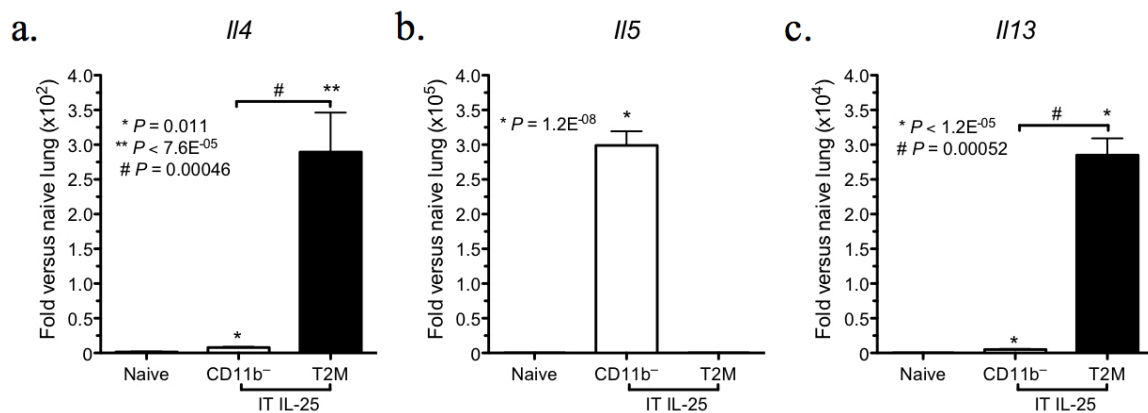 a.
Il4
Fold versus naive lung (x10²)
4.0
3.5
3.0
2.5
2.0
1.5
1.0
0.5
0
* P = 0.011
** P < 7.6E⁻⁰⁵
# P = 0.00046
#
**
*
Naive
CD11b⁻
T2M
IT IL-25
b.
Il5
Fold versus naive lung (x10⁵)
4.0
3.5
3.0
2.5
2.0
1.5
1.0
0.5
0
* P = 1.2E⁻⁰⁸
*
Naive
CD11b⁻
T2M
IT IL-25
c.
Il13
Fold versus naive lung (x10⁴)
4.0
3.5
3.0
2.5
2.0
1.5
1.0
0.5
0
* P < 1.2E⁻⁰⁵
# P = 0.00052
#
*
*
Naive
CD11b⁻
T2M
IT IL-25